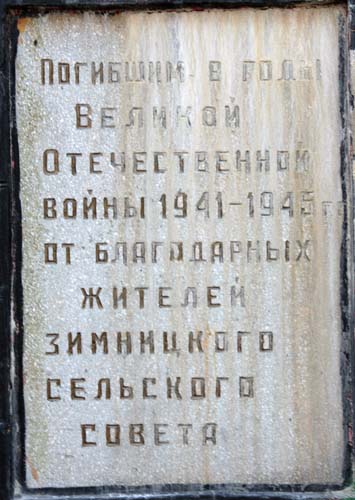 Погибшим в годы
Великой
Отечественной
войны 1941-1945 гг
от благодарных
жителей
зимницкого
сельского
совета